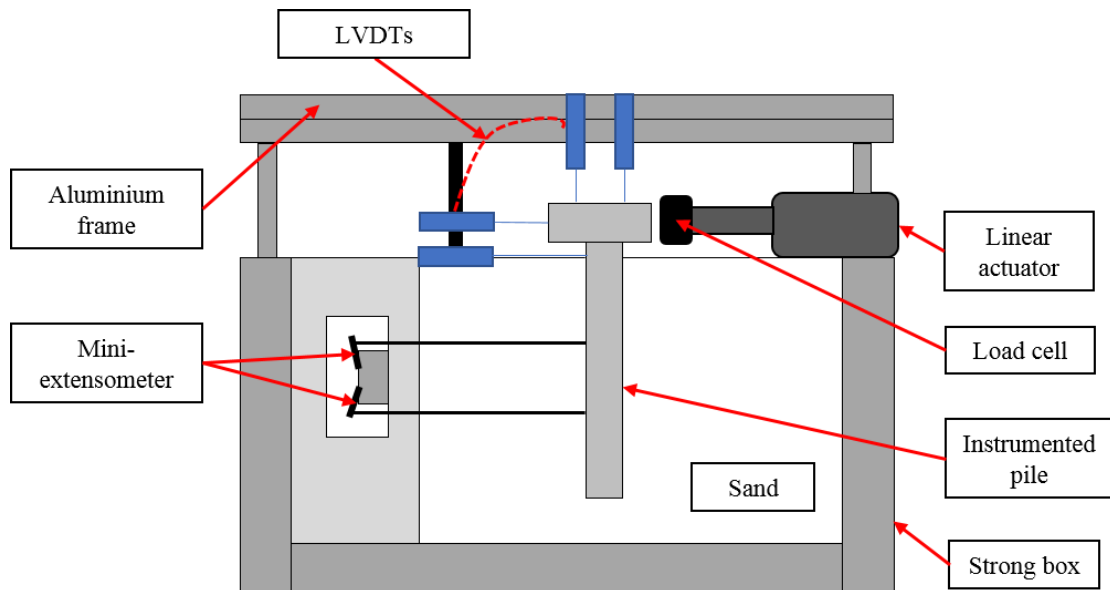 LVDTs
Aluminium
frame
Linear
actuator
Mini-
extensometer
Load cell
Instrumented
pile
Sand
Strong box